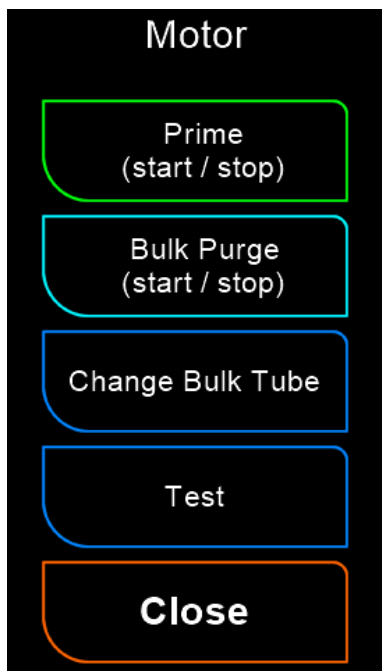 Motor
Prime
(start / stop)
Bulk Purge
(start / stop)
Change Bulk Tube
Test
Close